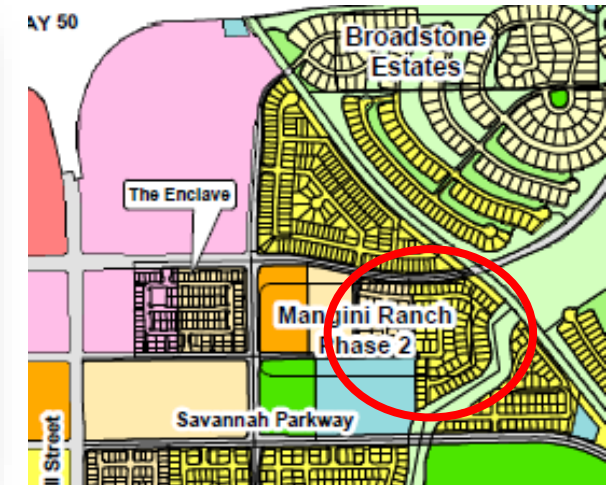 AY 50
Broadstone
Estates
The Enclave
Mangini Ranch
Phase 2
Savannah Parkway
ll Street